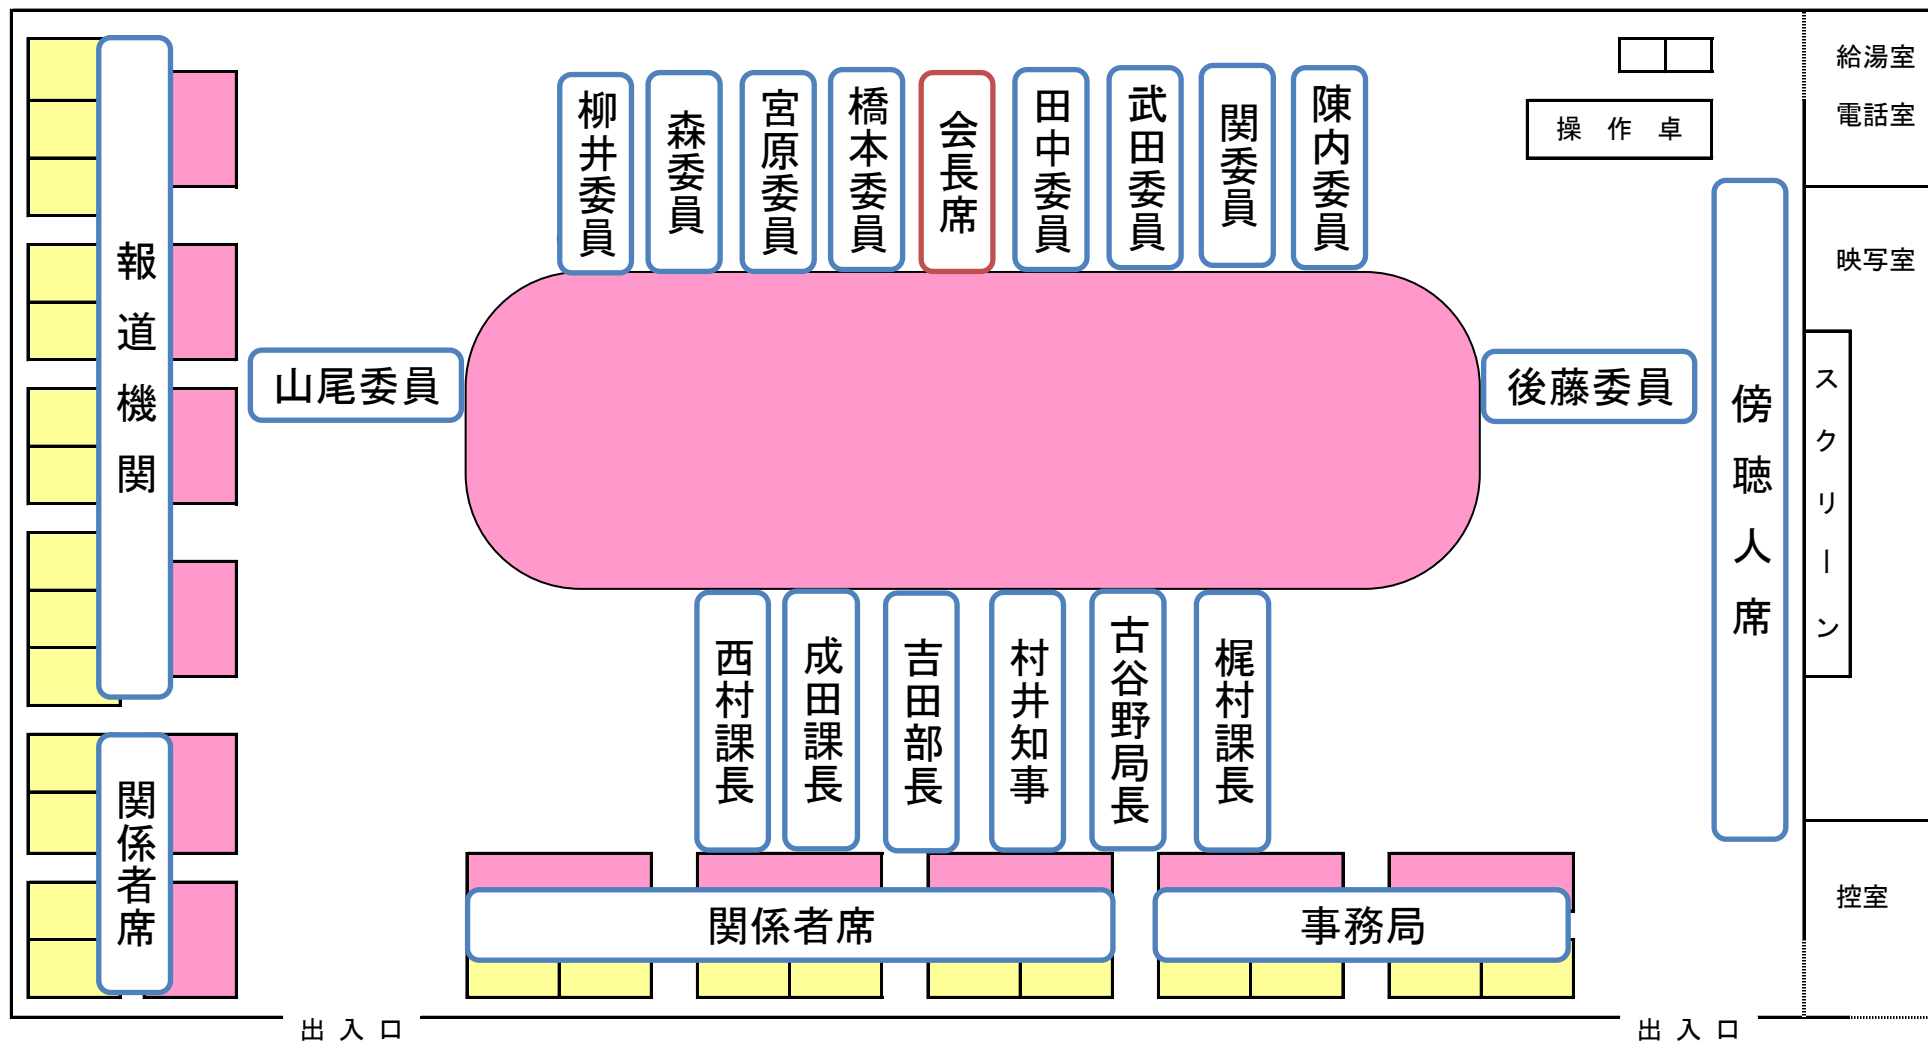 給湯室
電話室
操 作 卓
柳井委員
森委員
宮原委員
橋本委員
会長席
田中委員
武田委員
関委員
陳内委員
映写室
報道機関
山尾委員
後藤委員
傍聴人席
スクリーン
西村課長
成田課長
吉田部長
村井知事
古谷野局長
梶村課長
関係者席
関係者席
事務局
控室
出 入 口
出 入 口